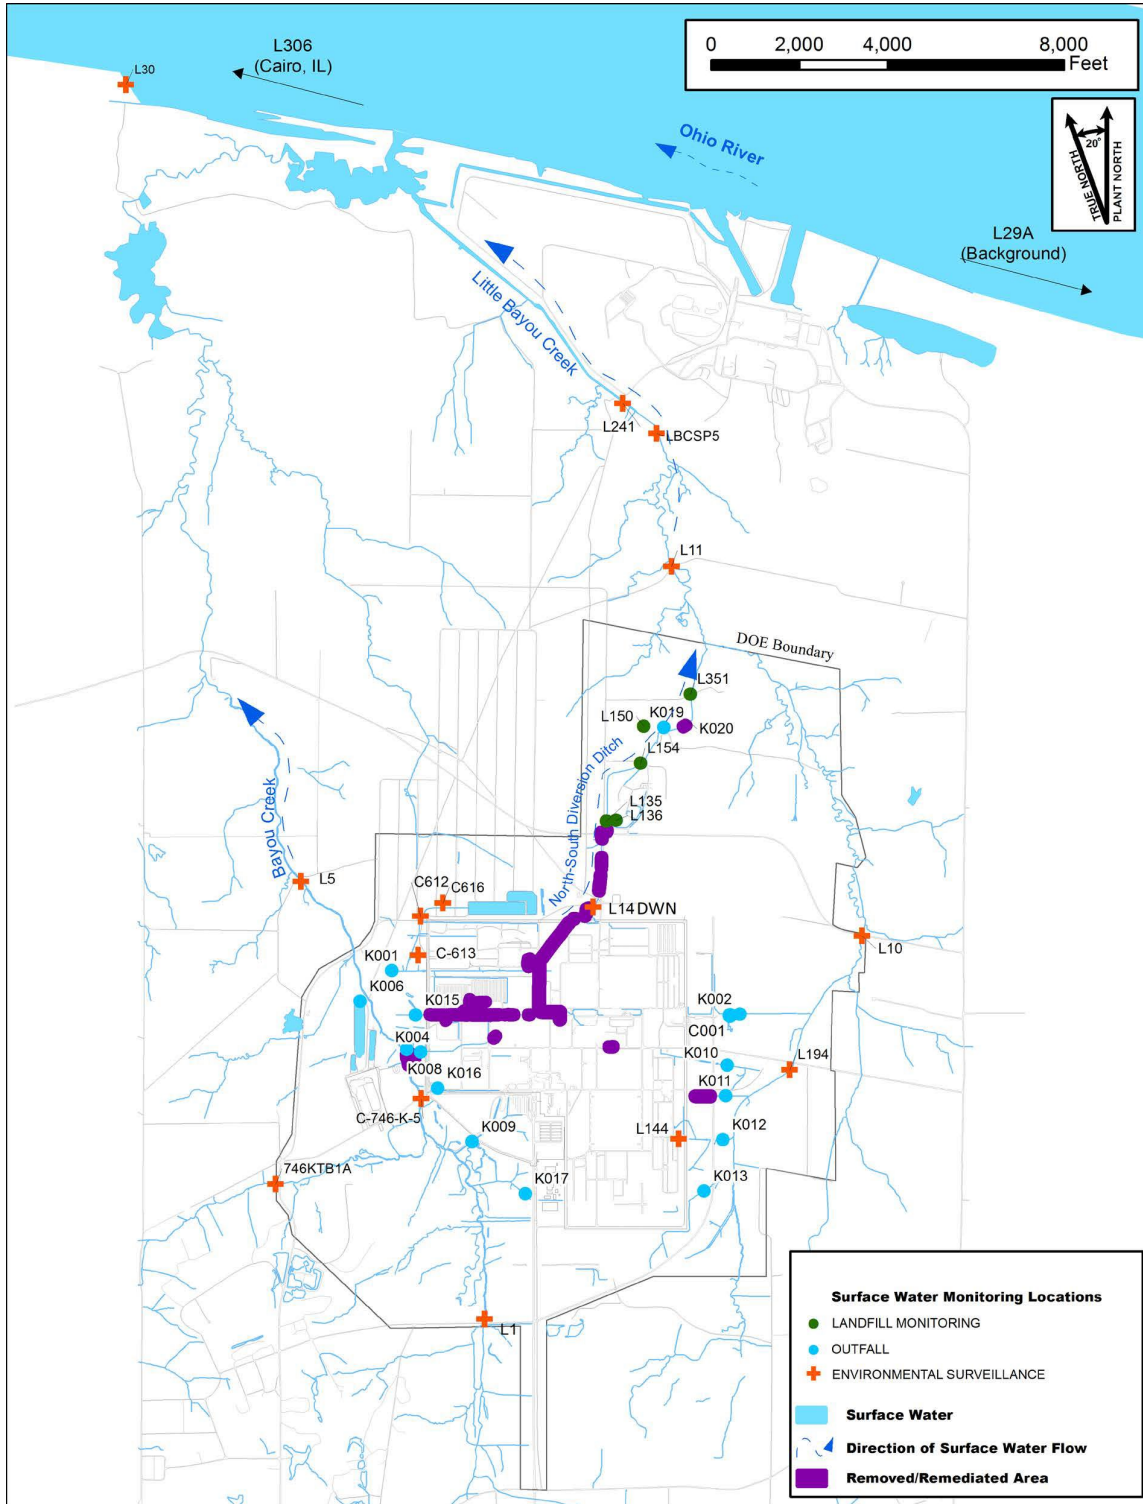 L306
(Cairo, IL)
L30
0 2,000 4,000 8,000
Feet
Ohio River
20°
TRUE NORTH
PLANT NORTH
L29A
(Background)
Little Bayou Creek
L241
LBCSP5
L11
DOE Boundary
L351
L150
K019
K020
L154
North-South Diversion Ditch
L135
L136
Bayou Creek
L5
C612
C616
L14 DWN
L10
C-613
K001
K006
K015
K002
C001
K004
K008
K016
K010
L194
K011
C-746-K-5
K009
L144
K012
746KTB1A
K017
K013
L1
Surface Water Monitoring Locations
LANDFILL MONITORING
OUTFALL
ENVIRONMENTAL SURVEILLANCE
Surface Water
Direction of Surface Water Flow
Removed/Remediated Area